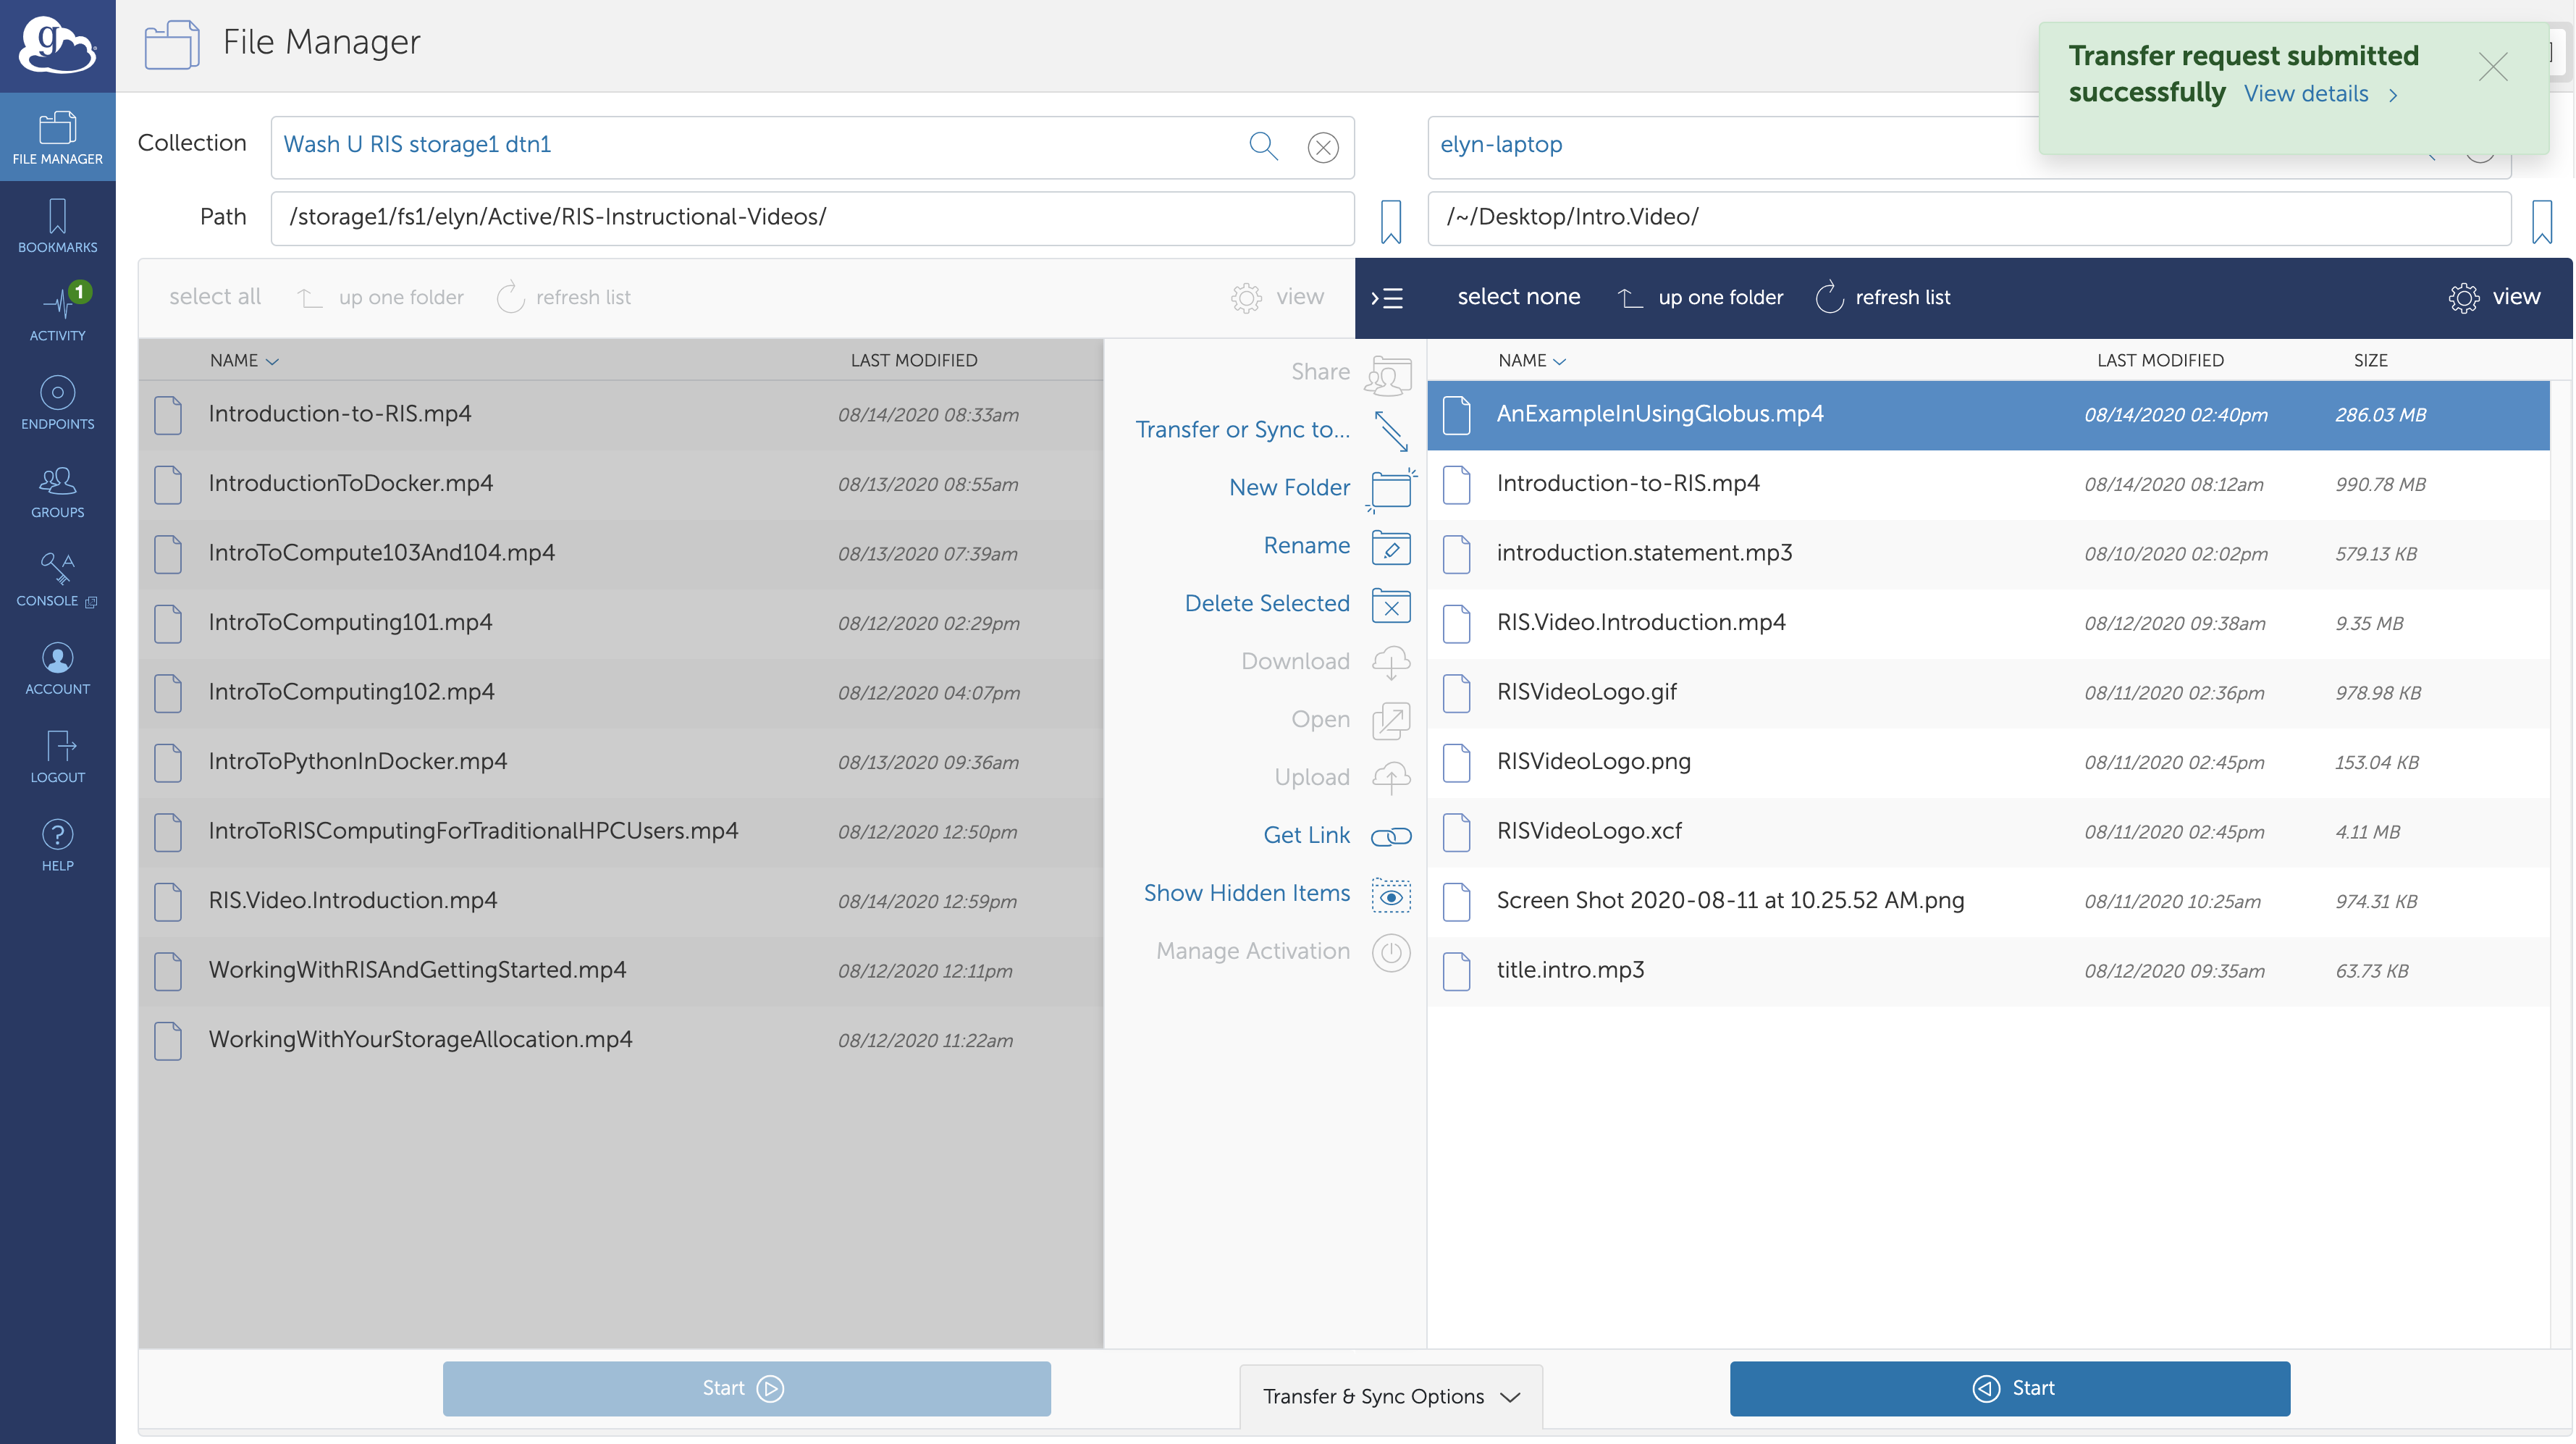 g
File Manager
Transfer request submitted
successfully View details >
FILE MANAGER
BOOKMARKS
1
ACTIVITY
ENDPOINTS
GROUPS
CONSOLE
ACCOUNT
LOGOUT
HELP
Collection
Wash U RIS storage1 dtn1
elyn-laptop
Path
/storage1/fs1/elyn/Active/RIS-Instructional-Videos/
/~/Desktop/Intro.Video/
select all up one folder refresh list view
select none up one folder refresh list view
NAME LAST MODIFIED
Introduction-to-RIS.mp4 08/14/2020 08:33am
IntroductionToDocker.mp4 08/13/2020 08:55am
IntroToCompute103And104.mp4 08/13/2020 07:39am
IntroToComputing101.mp4 08/12/2020 02:29pm
IntroToComputing102.mp4 08/12/2020 04:07pm
IntroToPythonInDocker.mp4 08/13/2020 09:36am
IntroToRISComputingForTraditionalHPCUsers.mp4 08/12/2020 12:50pm
RIS.Video.Introduction.mp4 08/14/2020 12:59pm
WorkingWithRISAndGettingStarted.mp4 08/12/2020 12:11pm
WorkingWithYourStorageAllocation.mp4 08/12/2020 11:22am
Share
Transfer or Sync to...
New Folder
Rename
Delete Selected
Download
Open
Upload
Get Link
Show Hidden Items
Manage Activation
NAME LAST MODIFIED SIZE
AnExampleInUsingGlobus.mp4 08/14/2020 02:40pm 286.03 MB
Introduction-to-RIS.mp4 08/14/2020 08:12am 990.78 MB
introduction.statement.mp3 08/10/2020 02:02pm 579.13 KB
RIS.Video.Introduction.mp4 08/12/2020 09:38am 9.35 MB
RISVideoLogo.gif 08/11/2020 02:36pm 978.98 KB
RISVideoLogo.png 08/11/2020 02:45pm 153.04 KB
RISVideoLogo.xcf 08/11/2020 02:45pm 4.11 MB
Screen Shot 2020-08-11 at 10.25.52 AM.png 08/11/2020 10:25am 974.31 KB
title.intro.mp3 08/12/2020 09:35am 63.73 KB
Start
Transfer & Sync Options
Start